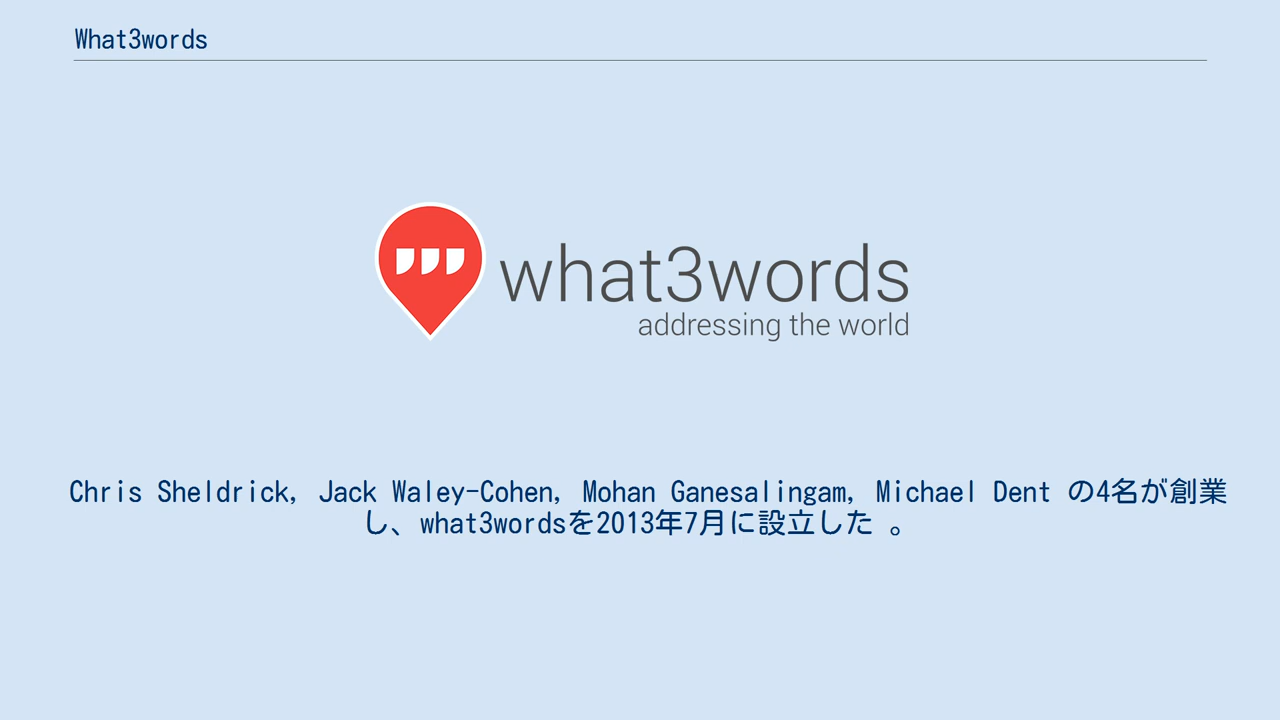 What3words
what3words
addressing the world
Chris Sheldrick, Jack Waley-Cohen, Mohan Ganesalingam, Michael Dent の4名が創業
し、what3wordsを2013年7月に設立した 。